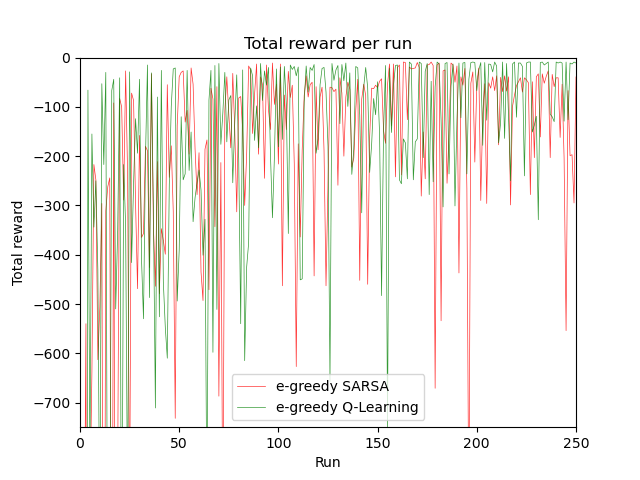 Total reward per run
Total reward
0
−100
−200
−300
−400
−500
−600
−700
e-greedy SARSA
e-greedy Q-Learning
0 50 100 150 200 250
Run